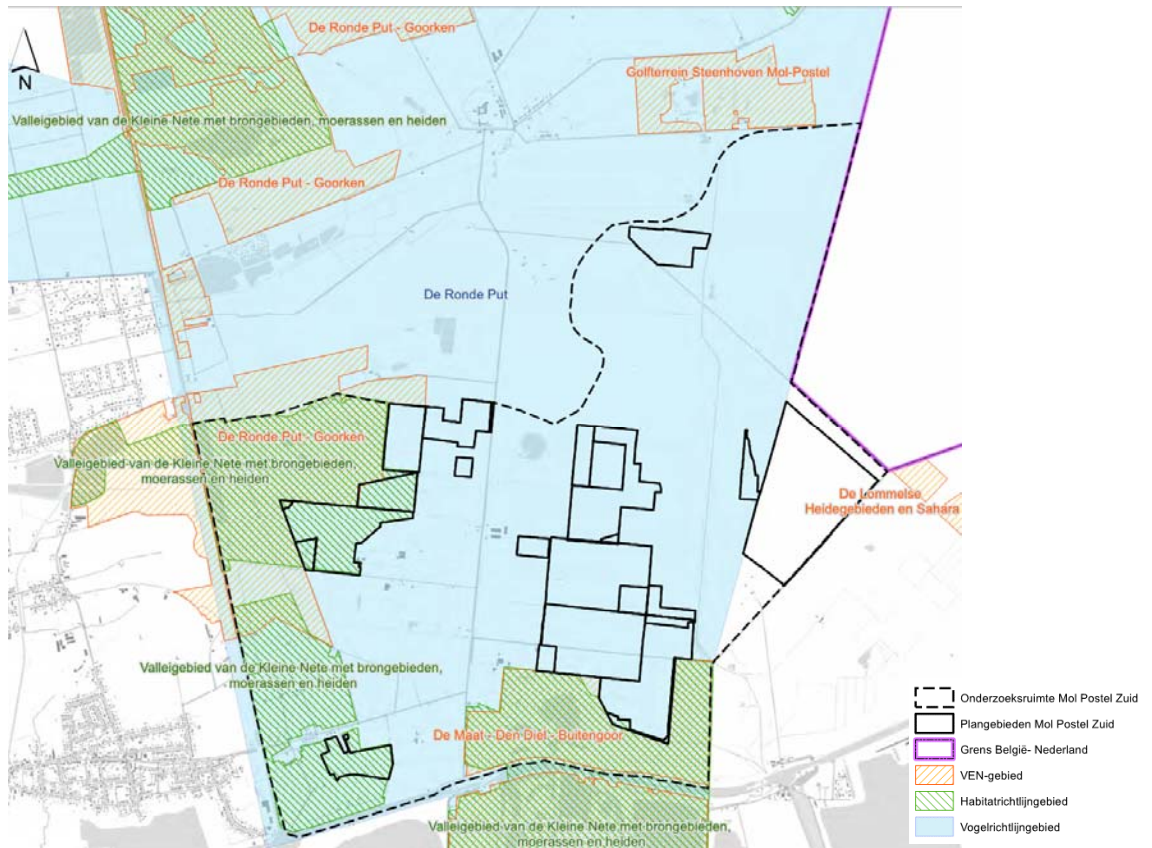 De Ronde Put - Goorken
N
Golfterrein Steenhoven Mol-Postel
Valleigebied van de Kleine Nete met brongebieden, moerassen en heiden
De Ronde Put - Goorken
De Ronde Put
De Ronde Put - Goorken
Valleigebied van de Kleine Nete met brongebieden,
moerassen en heiden
De Lommelse
Heidegebieden en Sahara
Valleigebied van de Kleine Nete met brongebieden,
moerassen en heiden
De Maat - Den Diel - Buitengoor
Valleigebied van de Kleine Nete met brongebieden,
moerassen en heiden
Onderzoeksruimte Mol Postel Zuid
Plangebieden Mol Postel Zuid
Grens België- Nederland
VEN-gebied
Habitatrichtlijngebied
Vogelrichtlijngebied